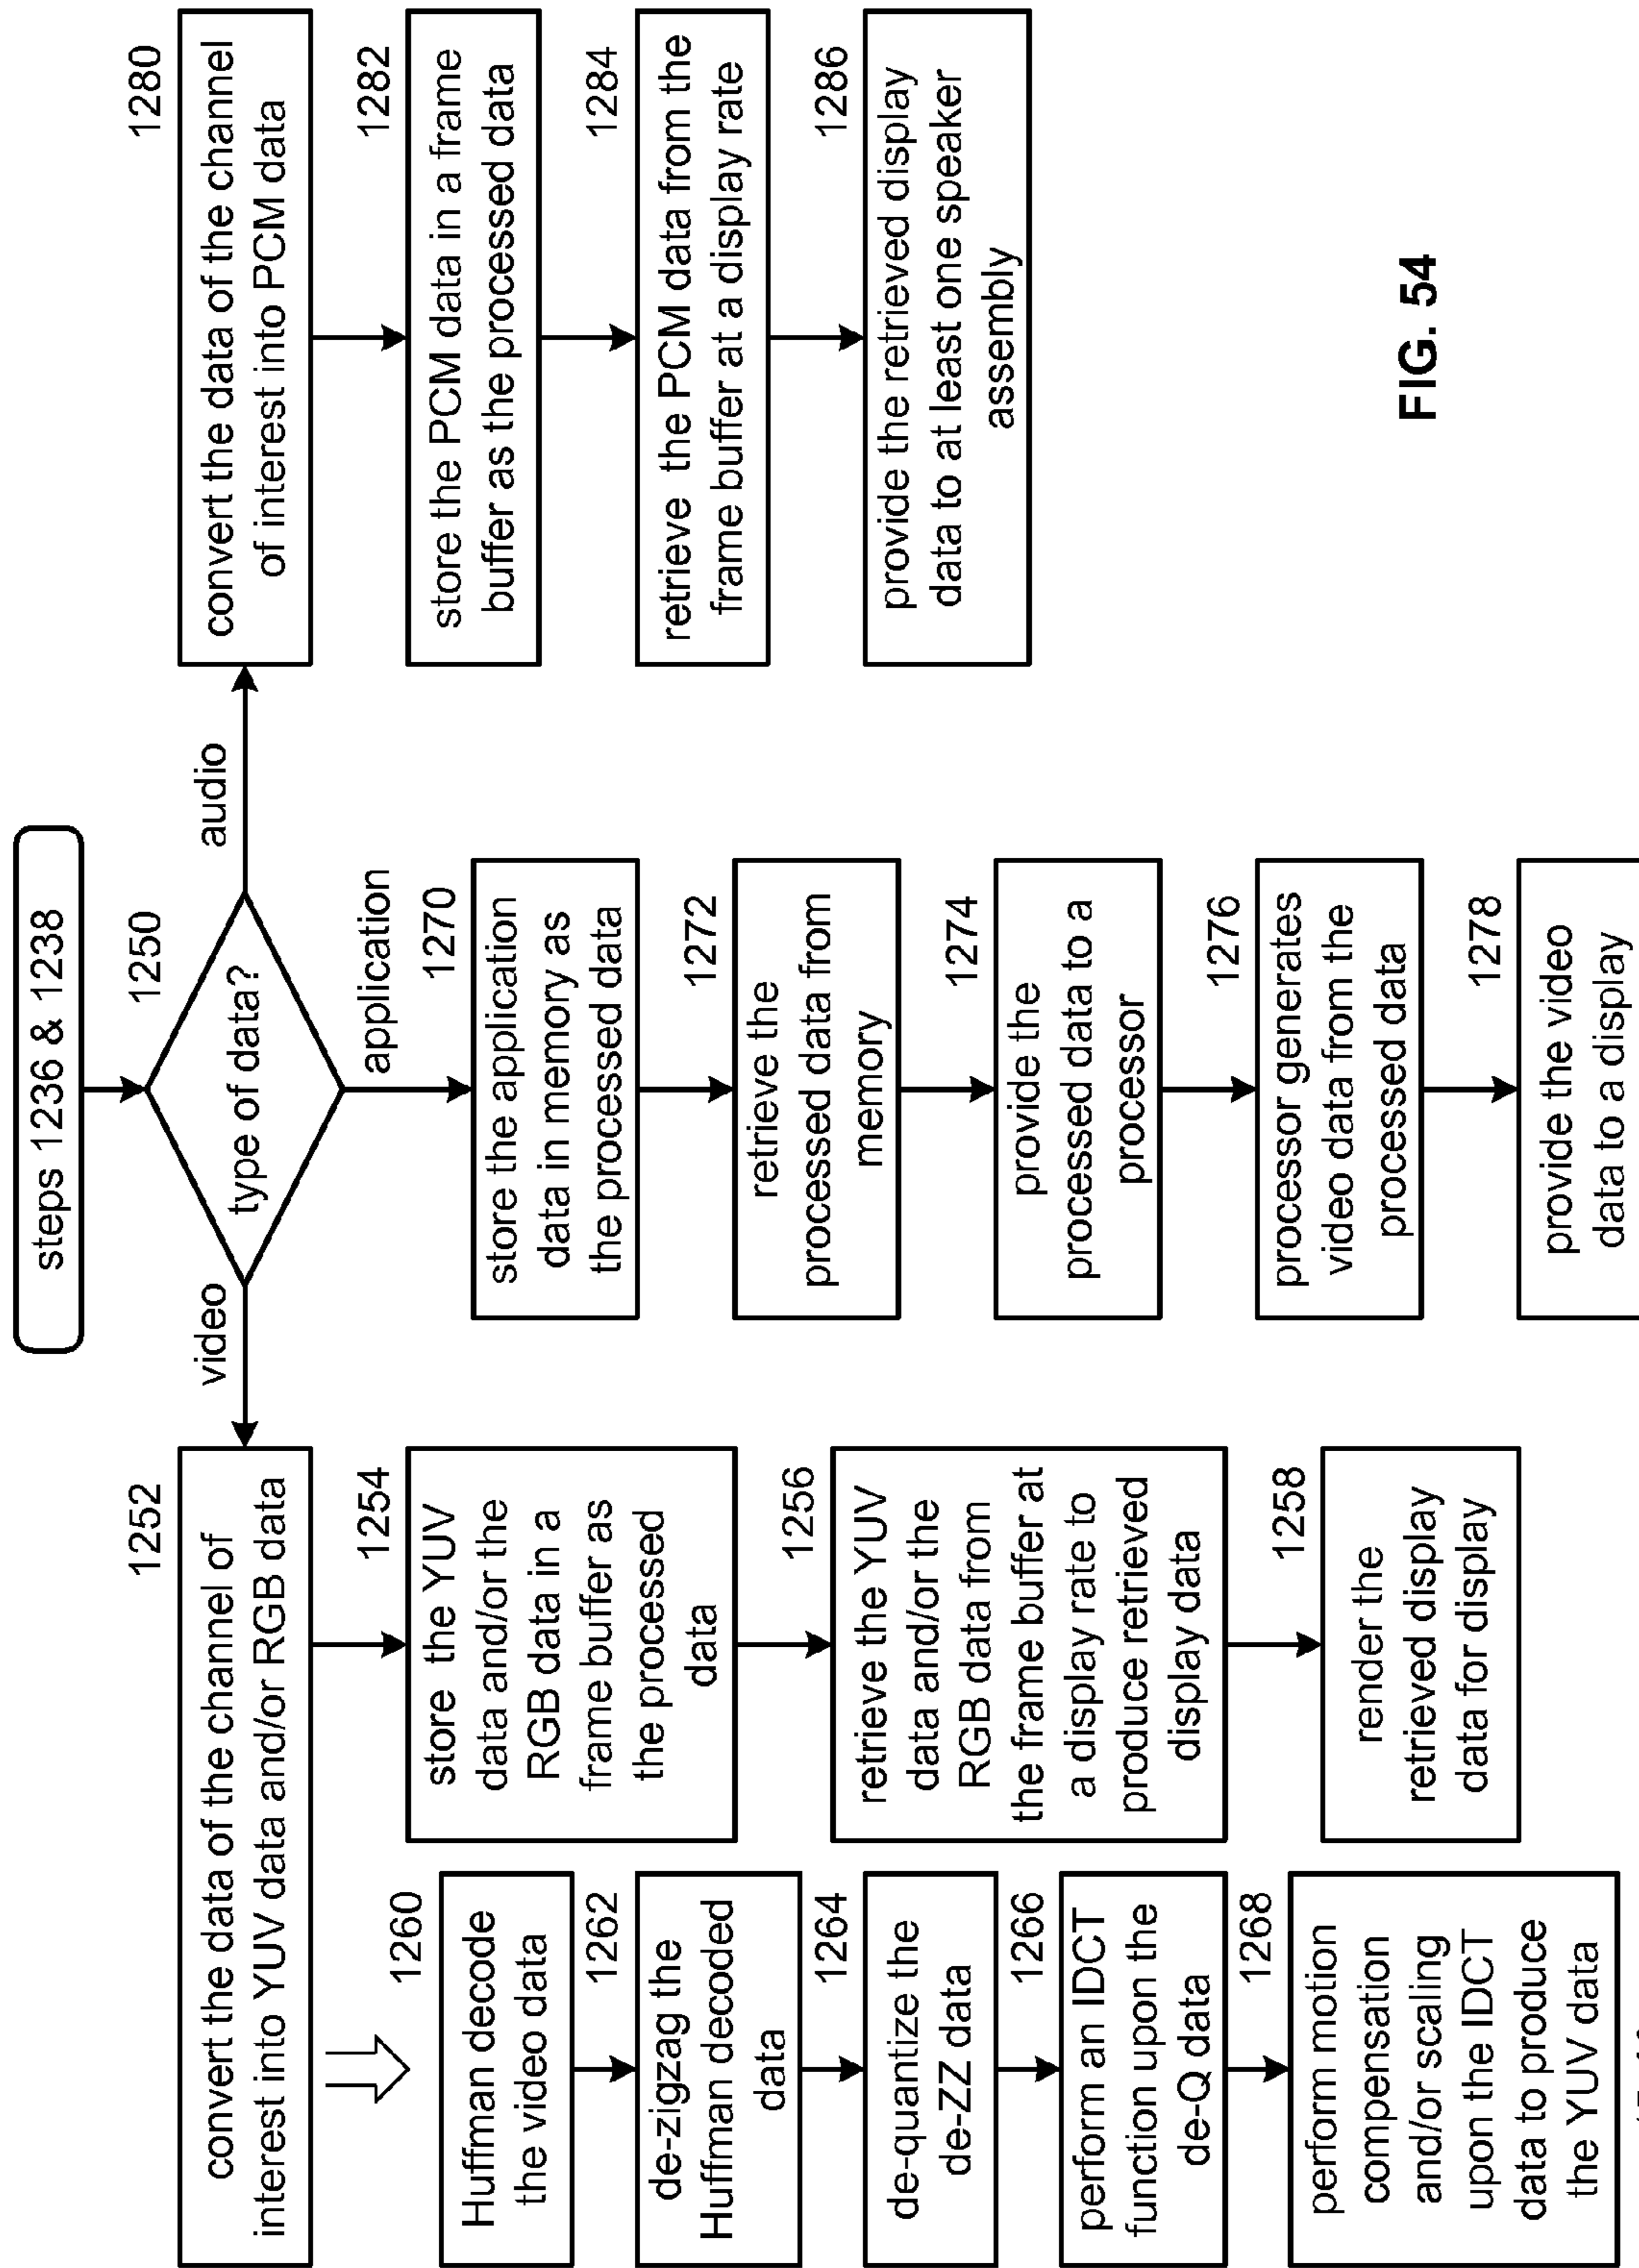 steps 1236 & 1238
1250
type of data?
video
audio
application
1252
convert the data of the channel of
interest into YUV data and/or RGB data
1254
store the YUV
data and/or the
RGB data in a
frame buffer as
the processed
data
1256
retrieve the YUV
data and/or the
RGB data from
the frame buffer at
a display rate to
produce retrieved
display data
1258
render the
retrieved display
data for display
1260
Huffman decode
the video data
1262
de-zigzag the
Huffman decoded
data
1264
de-quantize the
de-ZZ data
1266
perform an IDCT
function upon the
de-Q data
1268
perform motion
compensation
and/or scaling
upon the IDCT
data to produce
the YUV data
1270
store the application
data in memory as
the processed data
1272
retrieve the
processed data from
memory
1274
provide the
processed data to a
processor
1276
processor generates
video data from the
processed data
1278
provide the video
data to a display
1280
convert the data of the channel
of interest into PCM data
1282
store the PCM data in a frame
buffer as the processed data
1284
retrieve the PCM data from the
frame buffer at a display rate
1286
provide the retrieved display
data to at least one speaker
assembly
FIG. 54